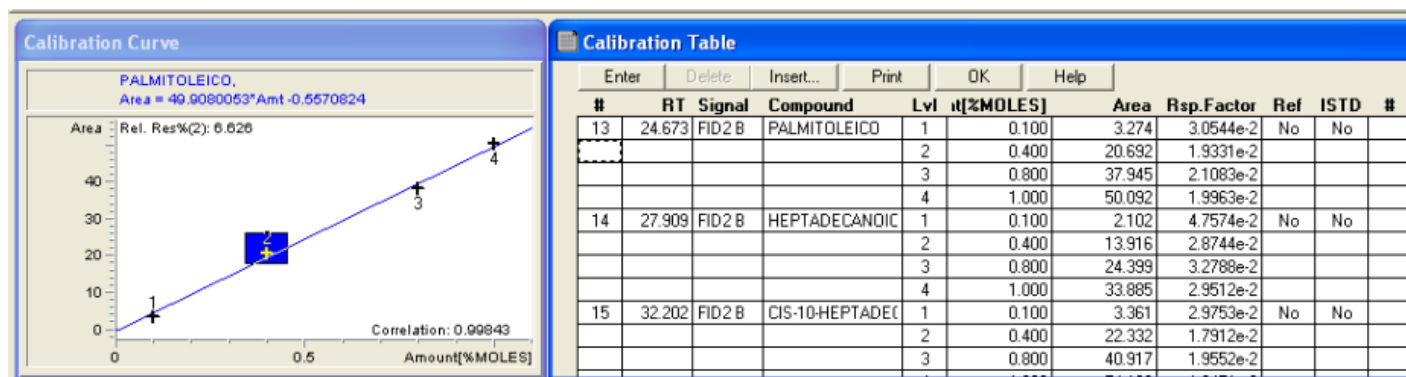 Calibration Curve
PALMITOLEICO,
Area = 49.9080053*Amt -0.5570824
Area
Rel. Res%(2): 6.626
40
30
20
10
0
1
2
3
4
Correlation: 0.99843
0 0.5 Amount[%MOLES]
Calibration Table
Enter Delete Insert... Print OK Help
# RT Signal Compound Lvl ıt[%MOLES] Area Rsp.Factor Ref ISTD #
13 24.673 FID2 B PALMITOLEICO 1 0.100 3.274 3.0544e-2 No No
2 0.400 20.692 1.9331e-2
3 0.800 37.945 2.1083e-2
4 1.000 50.092 1.9963e-2
14 27.909 FID2 B HEPTADECANOIC 1 0.100 2.102 4.7574e-2 No No
2 0.400 13.916 2.8744e-2
3 0.800 24.399 3.2788e-2
4 1.000 33.885 2.9512e-2
15 32.202 FID2 B CIS-10-HEPTADE( 1 0.100 3.361 2.9753e-2 No No
2 0.400 22.332 1.7912e-2
3 0.800 40.917 1.9552e-2